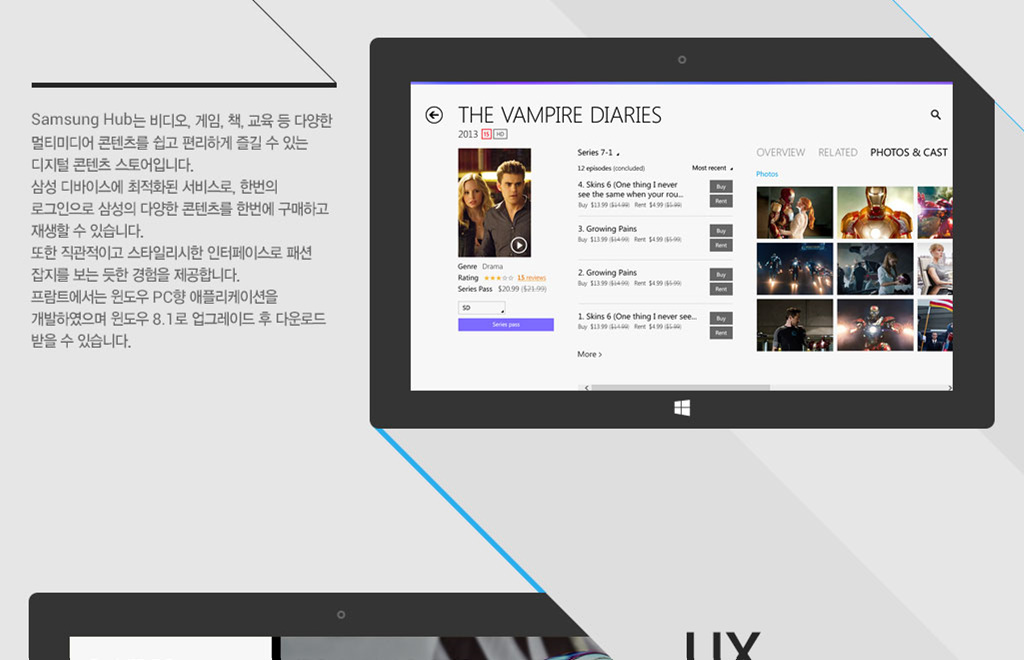 Samsung Hub는 비디오, 게임, 책, 교육 등 다양한
멀티미디어 콘텐츠를 쉽고 편리하게 즐길 수 있는
디지털 콘텐츠 스토어입니다.
삼성 디바이스에 최적화된 서비스로, 한번의
로그인으로 삼성의 다양한 콘텐츠를 한번에 구매하고
재생할 수 있습니다.
또한 직관적이고 스타일리시한 인터페이스로 패션
잡지를 보는 듯한 경험을 제공합니다.
프람트에서는 윈도우 PC향 애플리케이션을
개발하였으며 윈도우 8.1로 업그레이드 후 다운로드
받을 수 있습니다.
THE VAMPIRE DIARIES
2013 15 HD
Genre Drama
Rating 15 reviews
Series Pass $20.99 ($21.99)
SD
Series pass
Series 7-1
12 episodes (concluded) Most recent
4. Skins 6 (One thing I never
see the same when your rou...
Buy $13.99 ($14.99) Rent $4.99 ($5.99)
Buy
Rent
3. Growing Pains
Buy $13.99 ($14.99) Rent $4.99 ($5.99)
Buy
Rent
2. Growing Pains
Buy $13.99 ($14.99) Rent $4.99 ($5.99)
Buy
Rent
1. Skins 6 (One thing I never see...
Buy $13.99 ($14.99) Rent $4.99 ($5.99)
Buy
Rent
More >
OVERVIEW RELATED PHOTOS & CAST
Photos
UX